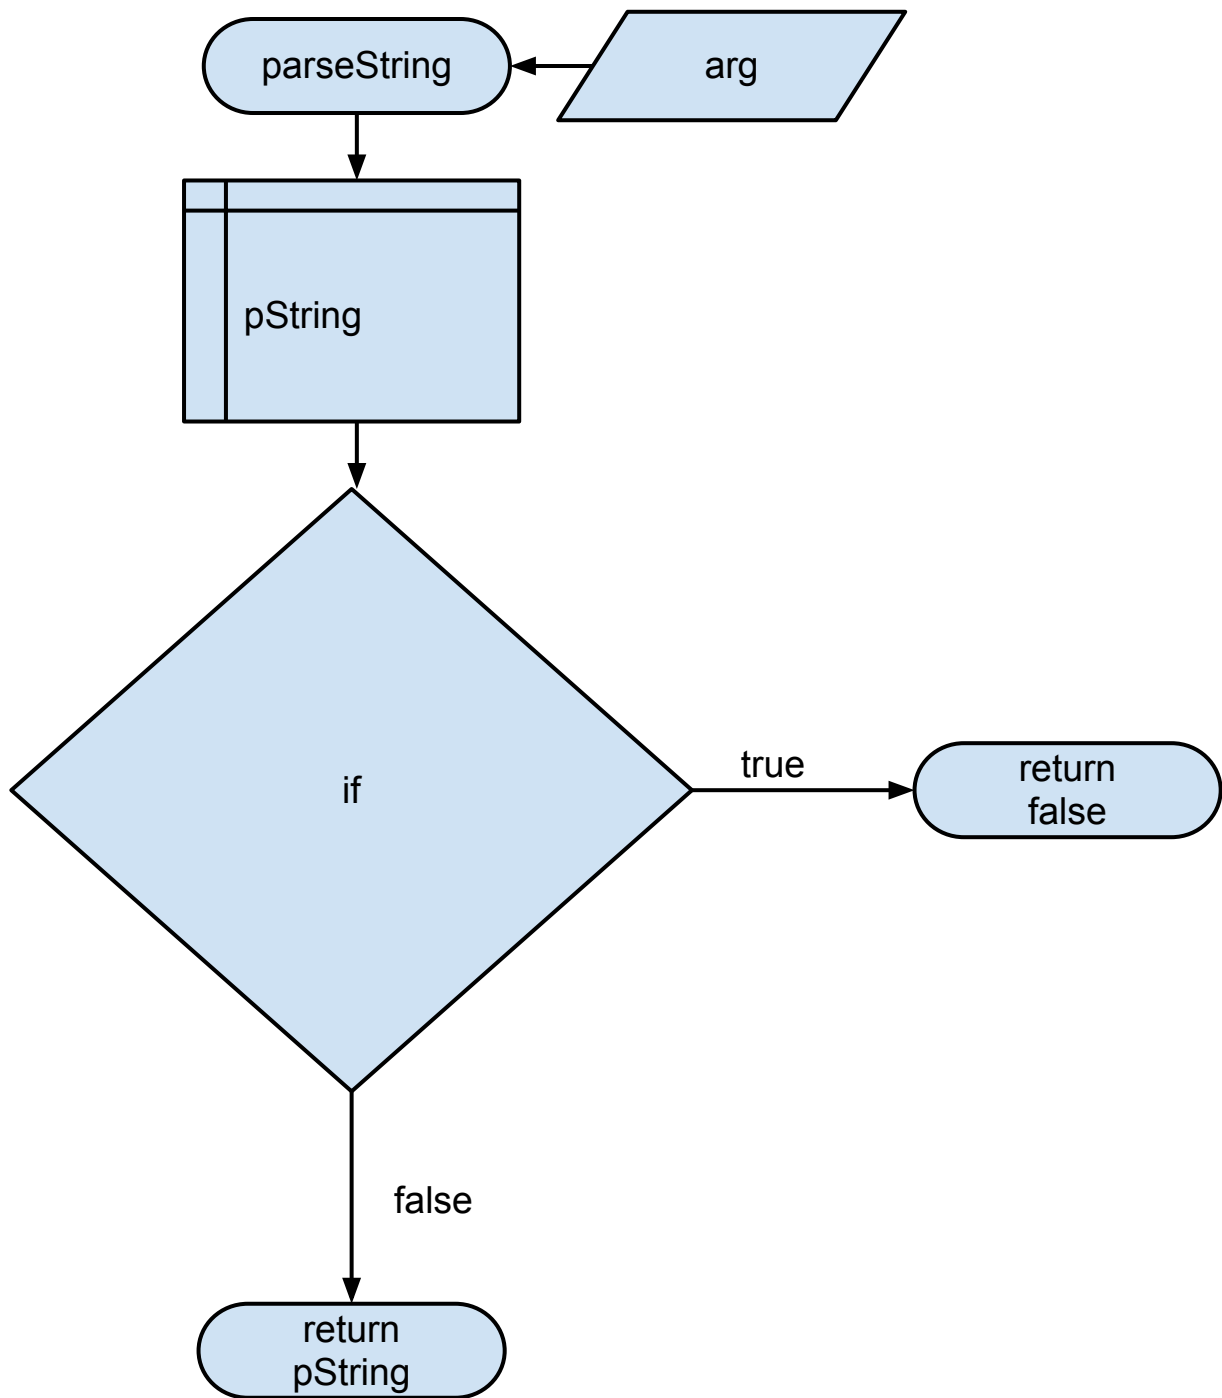 parseString
arg
pString
if
true
return
false
false
return
pString